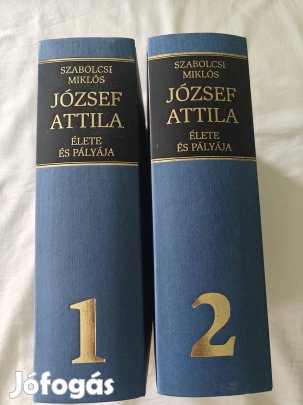 SZABOLCSI
MIKLÓS
JÓZSEF
ATTILA
ÉLETE
ÉS PÁLYÁJA
1
SZABOLCSI
MIKLÓS
JÓZSEF
ATTILA
ÉLETE
ÉS PÁLYÁJA
2
Jófogás